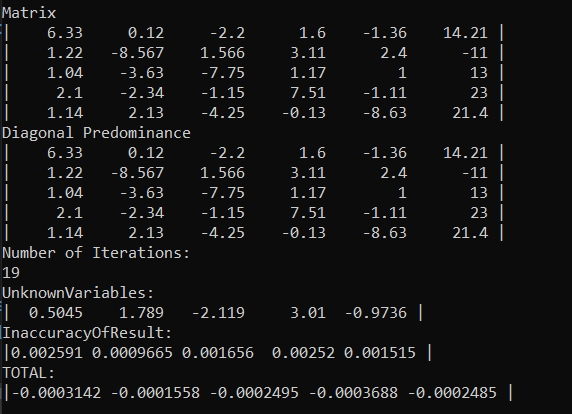 Matrix
| 6.33 0.12 -2.2 1.6 -1.36 14.21 |
| 1.22 -8.567 1.566 3.11 2.4 -11 |
| 1.04 -3.63 -7.75 1.17 1 13 |
| 2.1 -2.34 -1.15 7.51 -1.11 23 |
| 1.14 2.13 -4.25 -0.13 -8.63 21.4 |
Diagonal Predominance
| 6.33 0.12 -2.2 1.6 -1.36 14.21 |
| 1.22 -8.567 1.566 3.11 2.4 -11 |
| 1.04 -3.63 -7.75 1.17 1 13 |
| 2.1 -2.34 -1.15 7.51 -1.11 23 |
| 1.14 2.13 -4.25 -0.13 -8.63 21.4 |
Number of Iterations:
19
UnknownVariables:
| 0.5045 1.789 -2.119 3.01 -0.9736 |
InaccuracyOfResult:
|0.002591 0.0009665 0.001656 0.00252 0.001515 |
TOTAL:
|-0.0003142 -0.0001558 -0.0002495 -0.0003688 -0.0002485 |